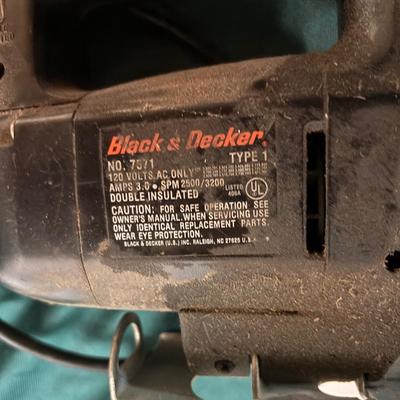 Black & Decker®
NO. 7571 TYPE 1
120 VOLTS AC ONLY
AMPS 3.0 • SPM 2500/3200
DOUBLE INSULATED
LISTED
UL
CAUTION: FOR SAFE OPERATION SEE
OWNER'S MANUAL. WHEN SERVICING USE
ONLY IDENTICAL REPLACEMENT PARTS.
WEAR EYE PROTECTION.
BLACK & DECKER (U.S.) INC. RALEIGH, NC 27625 U.S.